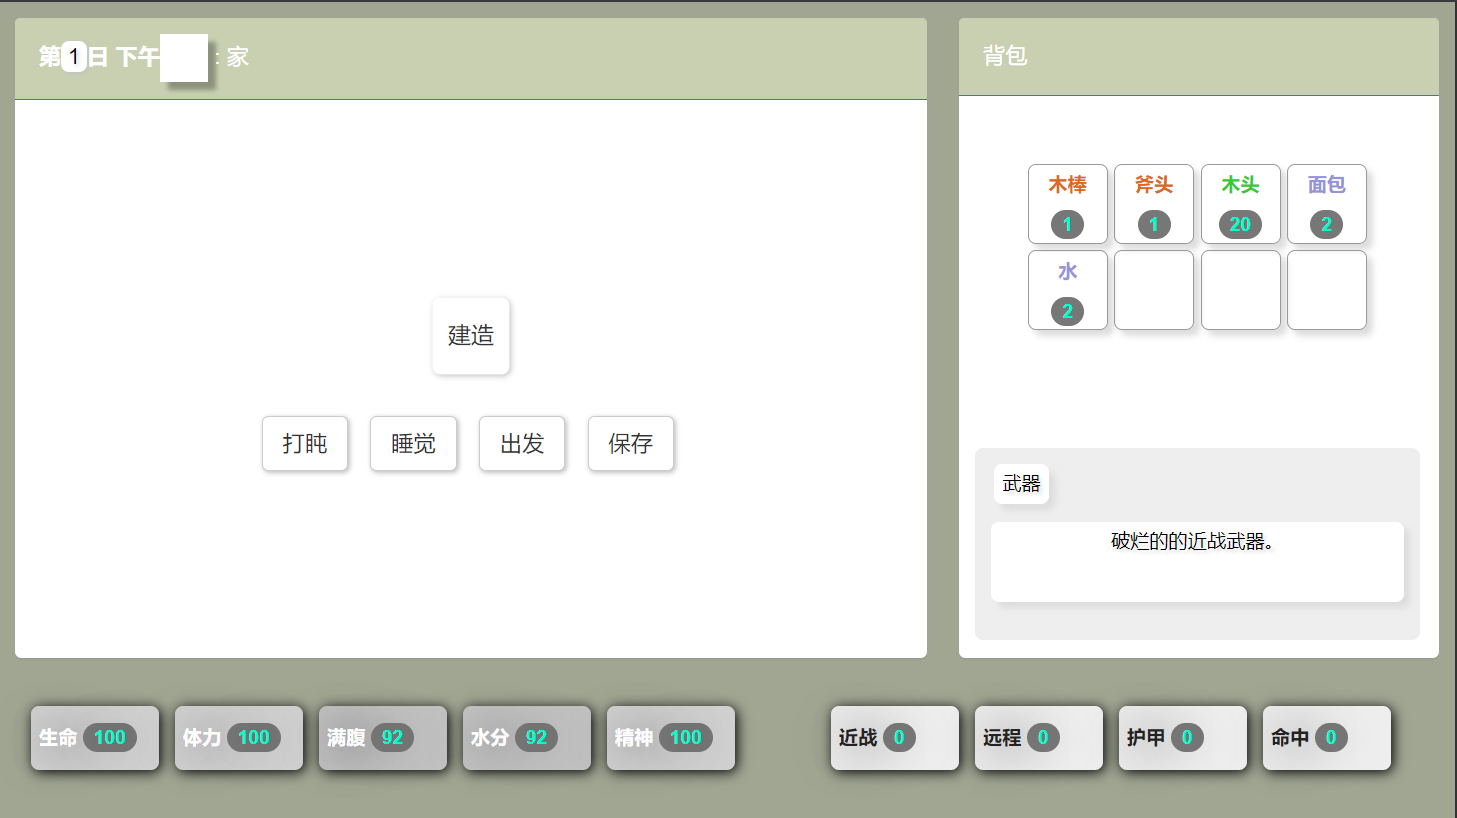 第1日 下午 : 家
建造
打盹 睡觉 出发 保存
背包
木棒 斧头 木头 面包
1 1 20 2
水
2
武器
破烂的的近战武器。
生命 100 体力 100 满腹 92 水分 92 精神 100 近战 0 远程 0 护甲 0 命中 0